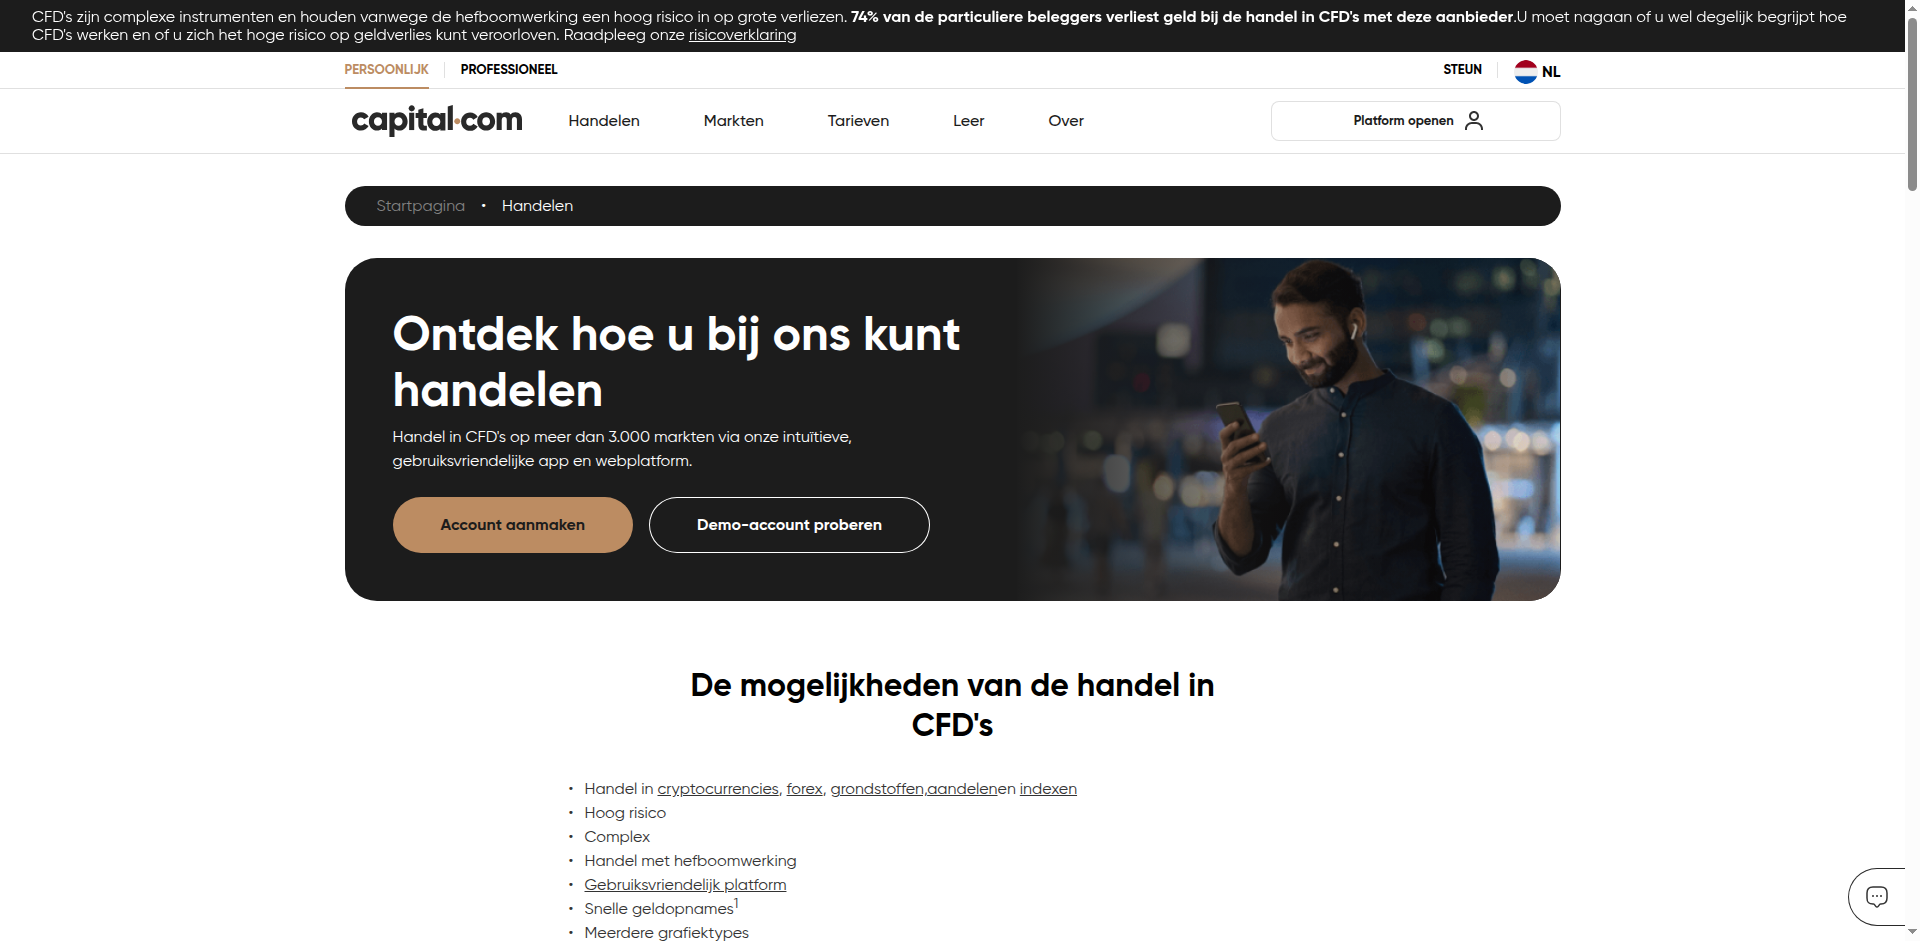 CFD's zijn complexe instrumenten en houden vanwege de hefboomwerking een hoog risico in op grote verliezen. 74% van de particuliere beleggers verliest geld bij de handel in CFD's met deze aanbieder.U moet nagaan of u wel degelijk begrijpt hoe
CFD's werken en of u zich het hoge risico op geldverlies kunt veroorloven. Raadpleeg onze risicoverklaring
PERSOONLIJK PROFESSIONEEL STEUN NL
capital.com Handelen Markten Tarieven Leer Over Platform openen
Startpagina • Handelen
Ontdek hoe u bij ons kunt
handelen
Handel in CFD's op meer dan 3.000 markten via onze intuïtieve,
gebruiksvriendelijke app en webplatform.
Account aanmaken Demo-account proberen
De mogelijkheden van de handel in
CFD's
• Handel in cryptocurrencies, forex, grondstoffen,aandelenen indexen
• Hoog risico
• Complex
• Handel met hefboomwerking
• Gebruiksvriendelijk platform
• Snelle geldopnames1
• Meerdere grafiektypes